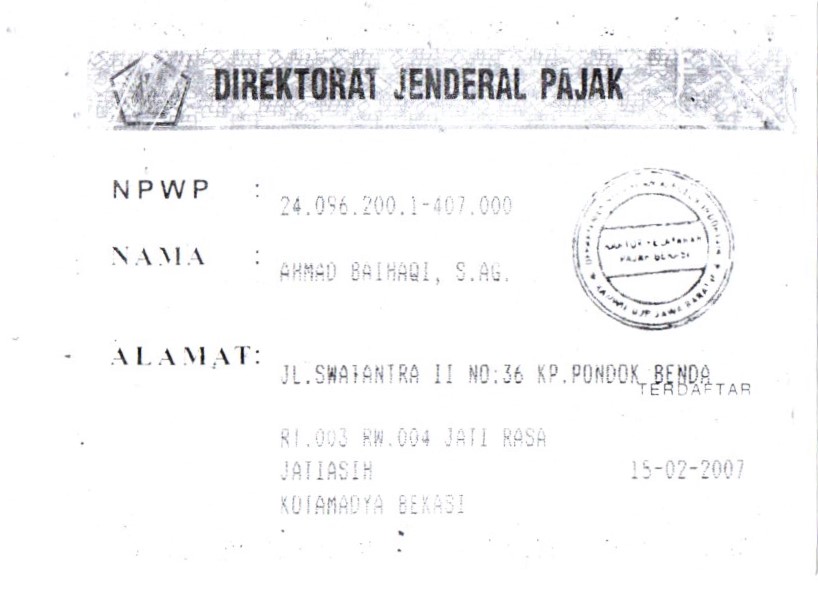 DIREKTORAT JENDERAL PAJAK
NPWP : 24.096.200.1-407.000
NAMA : AHMAD BAIHAQI, S.AG.
KANTOR PELAYANAN
PAJAK BEKASI
ALAMAT: JL.SWATANTRA II NO:36 KP.PONDOK BENDA
TERDAFTAR
RT.003 RW.004 JATI RASA
JATIASIH 15-02-2007
KOTAMADYA BEKASI